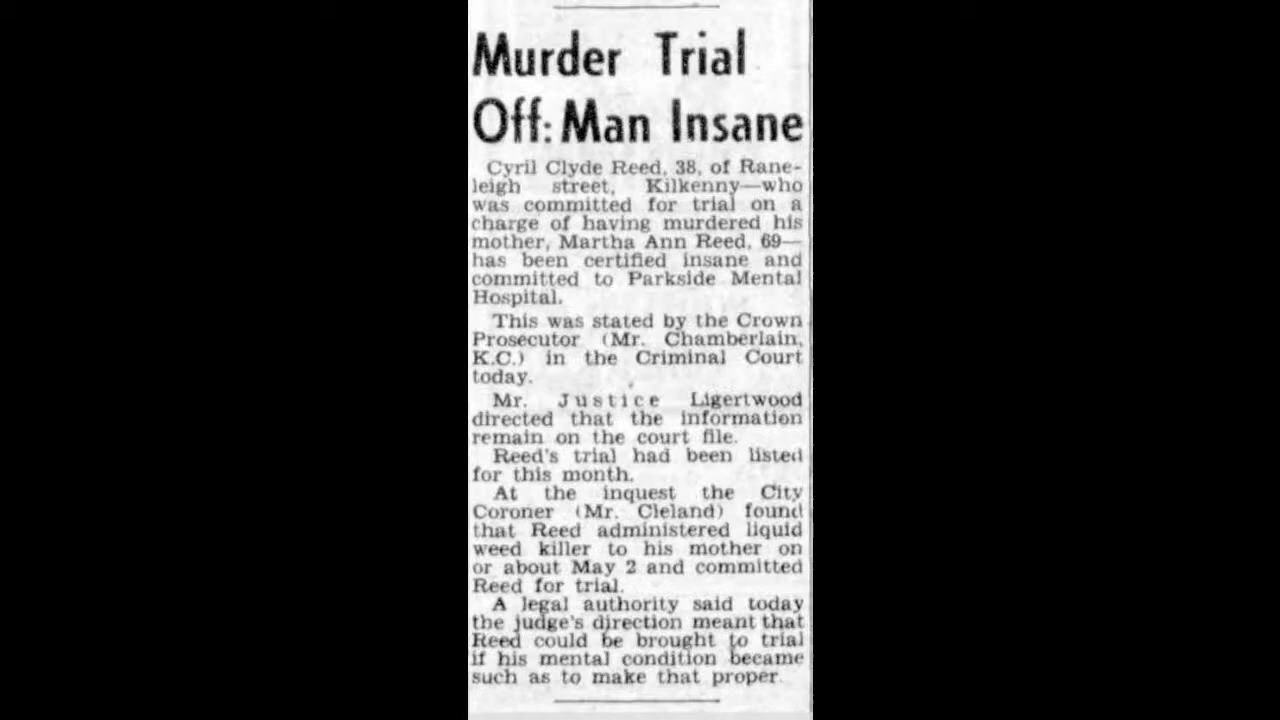 Murder Trial
Off: Man Insane
Cyril Clyde Reed, 38, of Rane-
leigh street, Kilkenny—who
was committed for trial on a
charge of having murdered his
mother, Martha Ann Reed, 69—
has been certified insane and
committed to Parkside Mental
Hospital.
This was stated by the Crown
Prosecutor (Mr. Chamberlain,
K.C.) in the Criminal Court
today.
Mr. Justice Ligertwood
directed that the information
remain on the court file.
Reed's trial had been listed
for this month.
At the inquest the City
Coroner (Mr. Cleland) found
that Reed administered liquid
weed killer to his mother on
or about May 2 and committed
Reed for trial.
A legal authority said today
the judge's direction meant that
Reed could be brought to trial
if his mental condition became
such as to make that proper.